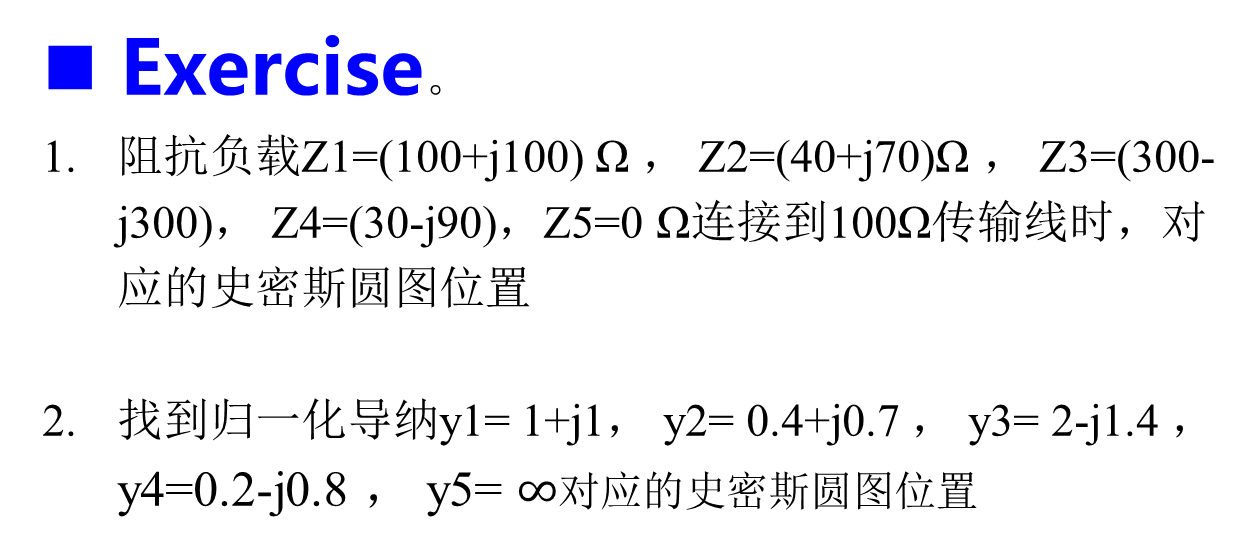 ■ Exercise。
1. 阻抗负载Z1=(100+j100) Ω ， Z2=(40+j70)Ω ， Z3=(300-
j300)， Z4=(30-j90)，Z5=0 Ω连接到100Ω传输线时，对
应的史密斯圆图位置
2. 找到归一化导纳y1= 1+j1， y2= 0.4+j0.7 ， y3= 2-j1.4 ，
y4=0.2-j0.8 ， y5= ∞对应的史密斯圆图位置